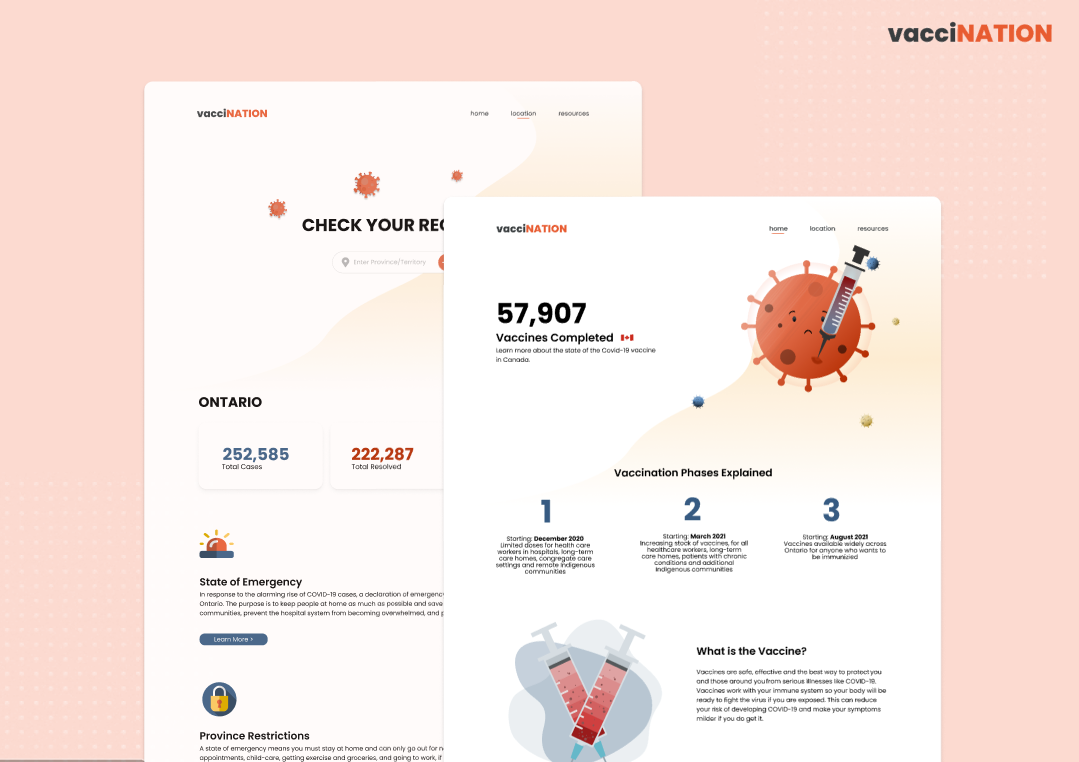 vacciNATION
vacciNATION
home
location
resources
CHECK YOUR
Enter Province/Territory
ONTARIO
252,585
Total Cases
222,287
Total Resolved
State of Emergency
In response to the alarming rise of COVID-19 cases, a declaration of emergency
Ontario. The purpose is to keep people at home as much as possible and save
communities, prevent the hospital system from becoming overwhelmed, and
Learn More >
Province Restrictions
A state of emergency means you must stay at home and can only go out for
appointments, child-care, getting exercise and groceries, and going to work, if
vacciNATION
home
location
resources
57,907
Vaccines Completed
Learn more about the state of the Covid-19 vaccine
in Canada.
Vaccination Phases Explained
1
Starting: December 2020
Limited doses for health care
workers in hospitals, long-term
care homes, congregate care
settings and remote Indigenous
communities
2
Starting: March 2021
Increasing stock of vaccines, for all
healthcare workers, long-term
care homes, patients with chronic
conditions and additional
Indigenous communities
3
Starting: August 2021
Vaccines available widely across
Ontario for anyone who wants to
be immunized
What is the Vaccine?
Vaccines are safe, effective and the best way to protect you
and those around you from serious illnesses like COVID-19.
Vaccines work with your immune system so your body will be
ready to fight the virus if you are exposed. This can reduce
your risk of developing COVID-19 and make your symptoms
milder if you do get it.